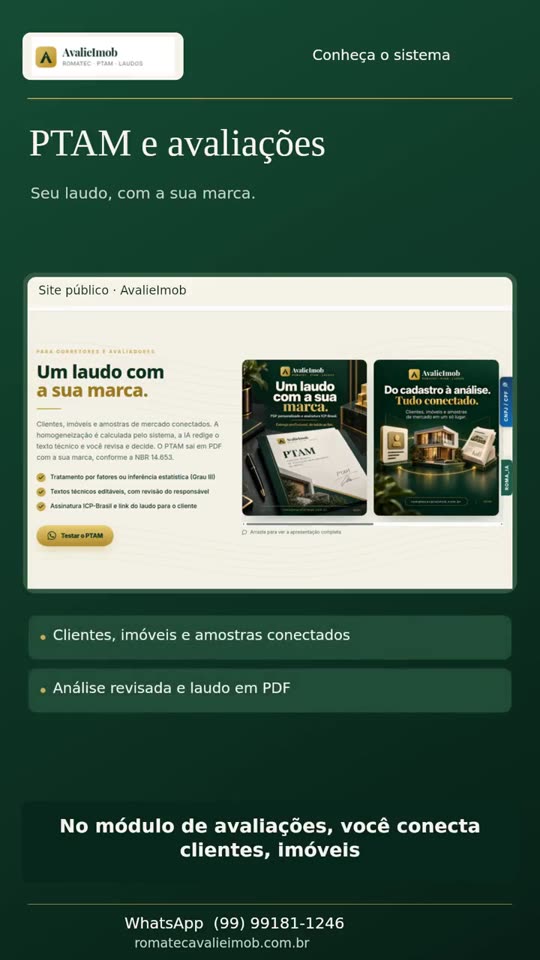 AvalieImob
ROMATEC · PTAM · LAUDOS
Conheça o sistema
PTAM e avaliações
Seu laudo, com a sua marca.
Site público · AvalieImob
PARA CORRETORES E AVALIADORES
Um laudo com
a sua marca.
Clientes, imóveis e amostras de mercado conectados. A
homogeneização é calculada pelo sistema, a IA redige o
texto técnico e você revisa e decide. O PTAM sai em PDF
com a sua marca, conforme a NBR 14.653.
Tratamento por fatores ou inferência estatística (Grau III)
Textos técnicos editáveis, com revisão do responsável
Assinatura ICP-Brasil e link do laudo para o cliente
Testar o PTAM
AvalieImob
Um laudo
com a sua
marca.
PTAM
AvalieImob
Do cadastro à análise.
Tudo conectado.
Clientes, imóveis e amostras
de mercado em um só lugar.
Arraste para ver a apresentação completa
CNPJ / CPF
ROMA_IA
Clientes, imóveis e amostras conectados
Análise revisada e laudo em PDF
No módulo de avaliações, você conecta
clientes, imóveis
WhatsApp (99) 99181-1246
romatecavalieimob.com.br